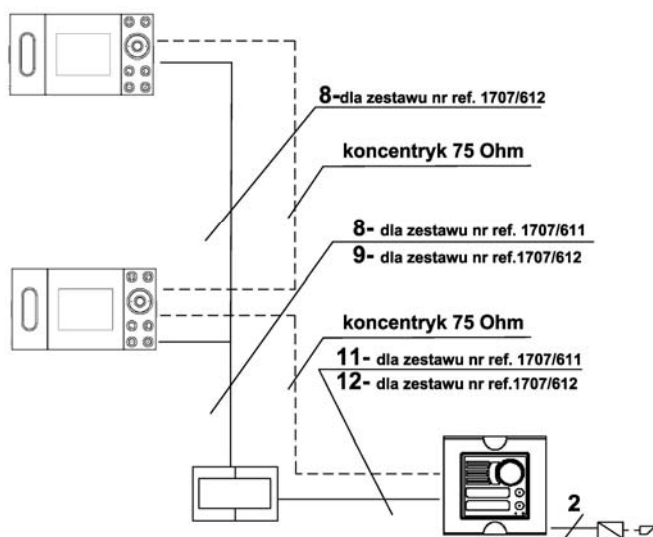 8-dla zestawu nr ref. 1707/612
koncentryk 75 Ohm
8- dla zestawu nr ref. 1707/611
9- dla zestawu nr ref.1707/612
koncentryk 75 Ohm
11- dla zestawu nr ref. 1707/611
12- dla zestawu nr ref.1707/612
2